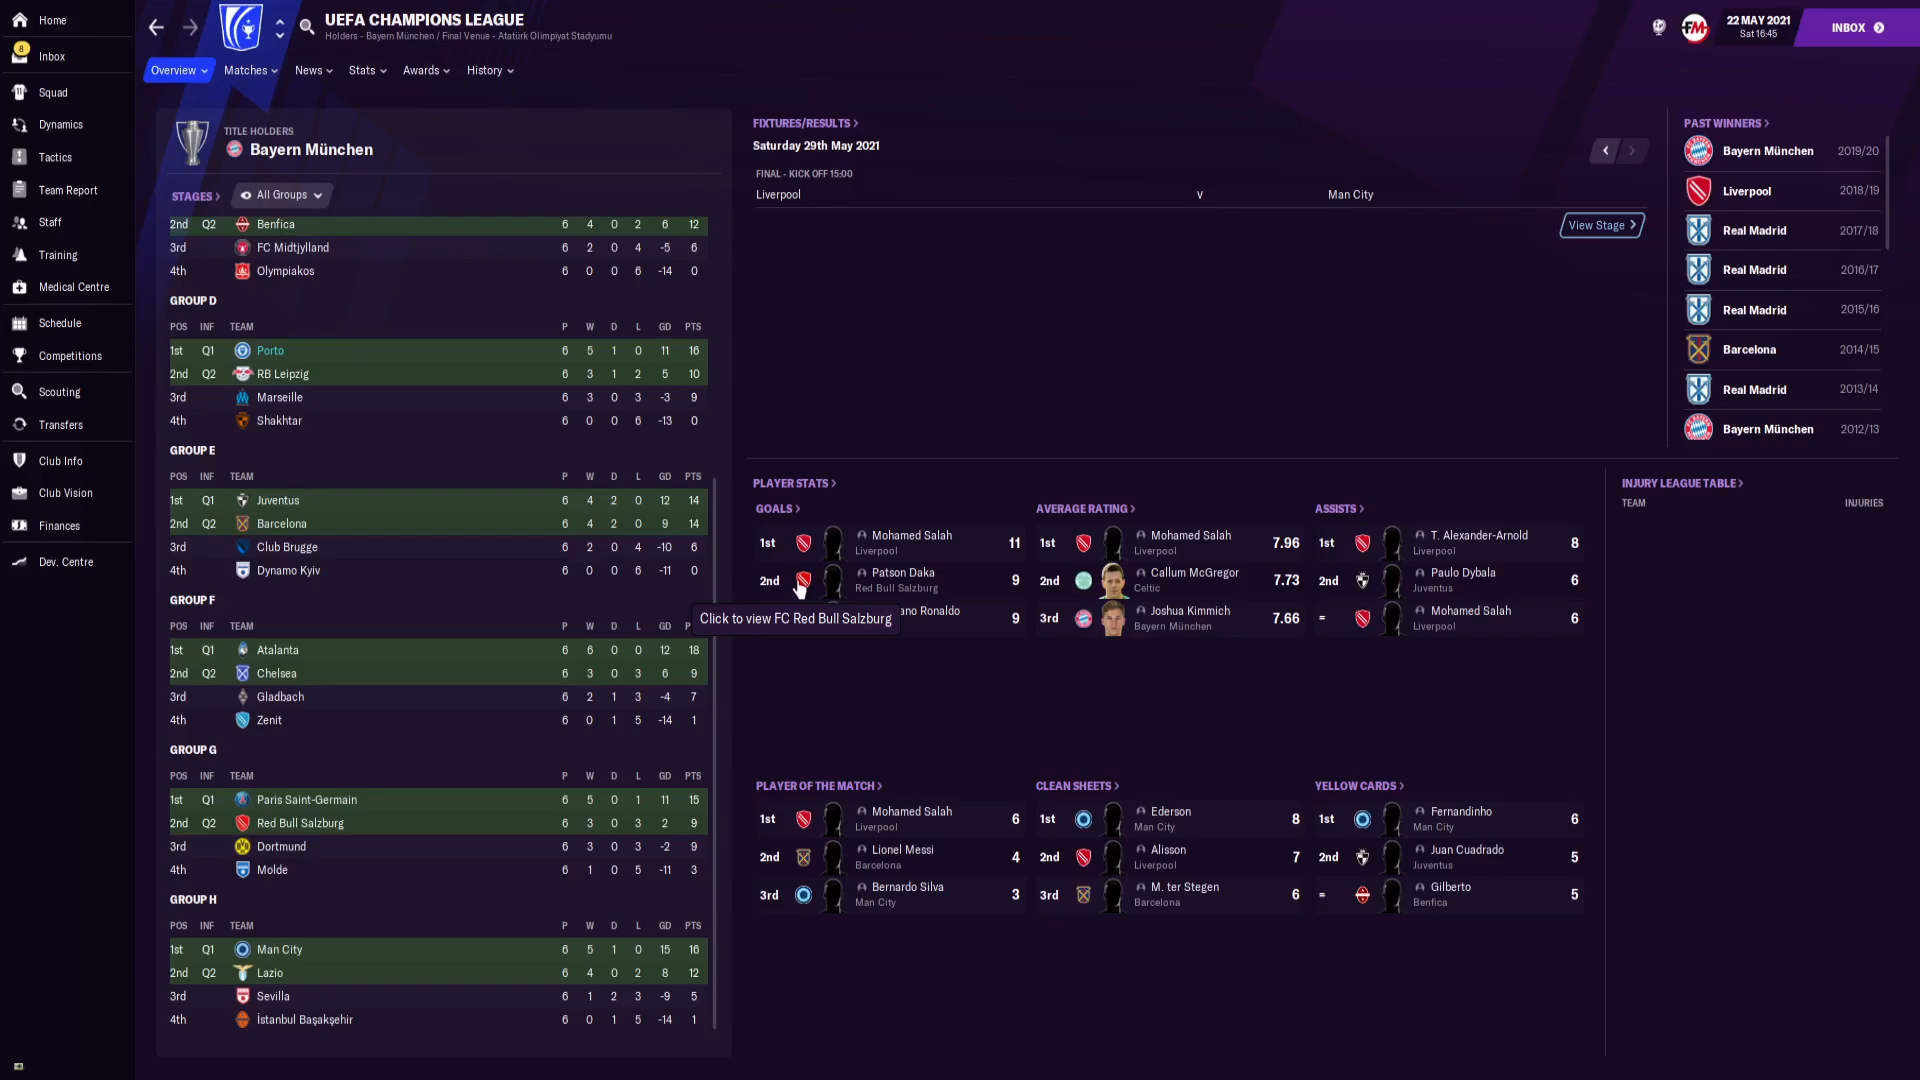 Home
8
Inbox
Squad
Dynamics
Tactics
Team Report
Staff
Training
Medical Centre
Schedule
Competitions
Scouting
Transfers
Club Info
Club Vision
Finances
Dev. Centre
UEFA CHAMPIONS LEAGUE
Holders - Bayern München / Final Venue - Atatürk Olimpiyat Stadyumu
FM
22 MAY 2021
Sat 16:45
INBOX
Overview Matches News Stats Awards History
TITLE HOLDERS
Bayern München
STAGES All Groups
2nd Q2 Benfica 6 4 0 2 6 12
3rd FC Midtjylland 6 2 0 4 -5 6
4th Olympiakos 6 0 0 6 -14 0
GROUP D
POS INF TEAM P W D L GD PTS
1st Q1 Porto 6 5 1 0 11 16
2nd Q2 RB Leipzig 6 3 1 2 5 10
3rd Marseille 6 3 0 3 -3 9
4th Shakhtar 6 0 0 6 -13 0
GROUP E
POS INF TEAM P W D L GD PTS
1st Q1 Juventus 6 4 2 0 12 14
2nd Q2 Barcelona 6 4 2 0 9 14
3rd Club Brugge 6 2 0 4 -10 6
4th Dynamo Kyiv 6 0 0 6 -11 0
GROUP F
POS INF TEAM P W D L GD PTS
1st Q1 Atalanta 6 6 0 0 12 18
2nd Q2 Chelsea 6 3 0 3 6 9
3rd Gladbach 6 2 1 3 -4 7
4th Zenit 6 0 1 5 -14 1
GROUP G
POS INF TEAM P W D L GD PTS
1st Q1 Paris Saint-Germain 6 5 0 1 11 15
2nd Q2 Red Bull Salzburg 6 3 0 3 2 9
3rd Dortmund 6 3 0 3 -2 9
4th Molde 6 1 0 5 -11 3
GROUP H
POS INF TEAM P W D L GD PTS
1st Q1 Man City 6 5 1 0 15 16
2nd Q2 Lazio 6 4 0 2 8 12
3rd Sevilla 6 1 2 3 -9 5
4th İstanbul Başakşehir 6 0 1 5 -14 1
FIXTURES/RESULTS
Saturday 29th May 2021
FINAL - KICK OFF 15:00
Liverpool v Man City
View Stage
PAST WINNERS
Bayern München 2019/20
Liverpool 2018/19
Real Madrid 2017/18
Real Madrid 2016/17
Real Madrid 2015/16
Barcelona 2014/15
Real Madrid 2013/14
Bayern München 2012/13
PLAYER STATS
GOALS
1st Mohamed Salah 11
Liverpool
2nd Patson Daka 9
Red Bull Salzburg
ano Ronaldo 9
Click to view FC Red Bull Salzburg
AVERAGE RATING
1st Mohamed Salah 7.96
Liverpool
2nd Callum McGregor 7.73
Celtic
3rd Joshua Kimmich 7.66
Bayern München
ASSISTS
1st T. Alexander-Arnold 8
Liverpool
2nd Paulo Dybala 6
Juventus
= Mohamed Salah 6
Liverpool
PLAYER OF THE MATCH
1st Mohamed Salah 6
Liverpool
2nd Lionel Messi 4
Barcelona
3rd Bernardo Silva 3
Man City
CLEAN SHEETS
1st Ederson 8
Man City
2nd Alisson 7
Liverpool
3rd M. ter Stegen 6
Barcelona
YELLOW CARDS
1st Fernandinho 6
Man City
2nd Juan Cuadrado 5
Juventus
= Gilberto 5
Benfica
INJURY LEAGUE TABLE
TEAM INJURIES